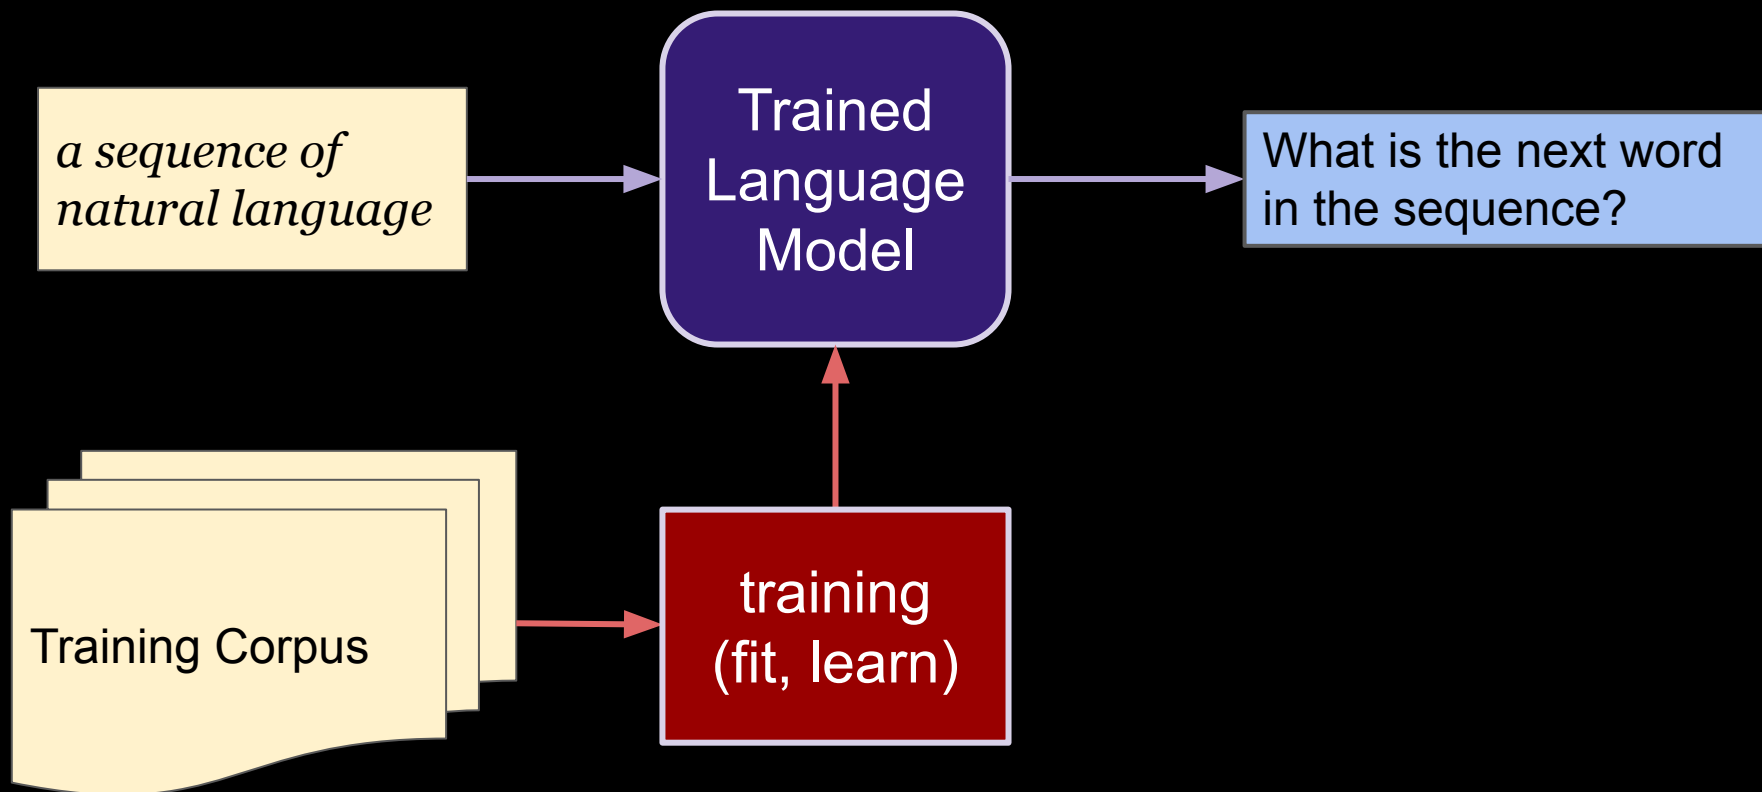 a sequence of
natural language
Trained
Language
Model
What is the next word
in the sequence?
Training Corpus
training
(fit, learn)